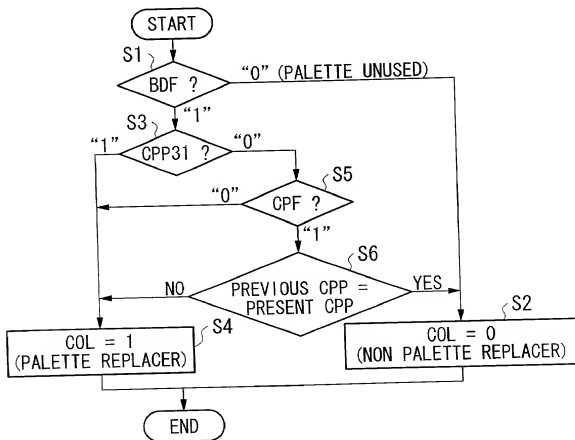 START
S1
BDF ?
“0” (PALETTE UNUSED)
“1”
S3
“1”
CPP31 ?
“0”
S5
“0”
CPF ?
“1”
S6
NO
PREVIOUS CPP =
PRESENT CPP
YES
S4
COL = 1
(PALETTE REPLACER)
S2
COL = 0
(NON PALETTE REPLACER)
END